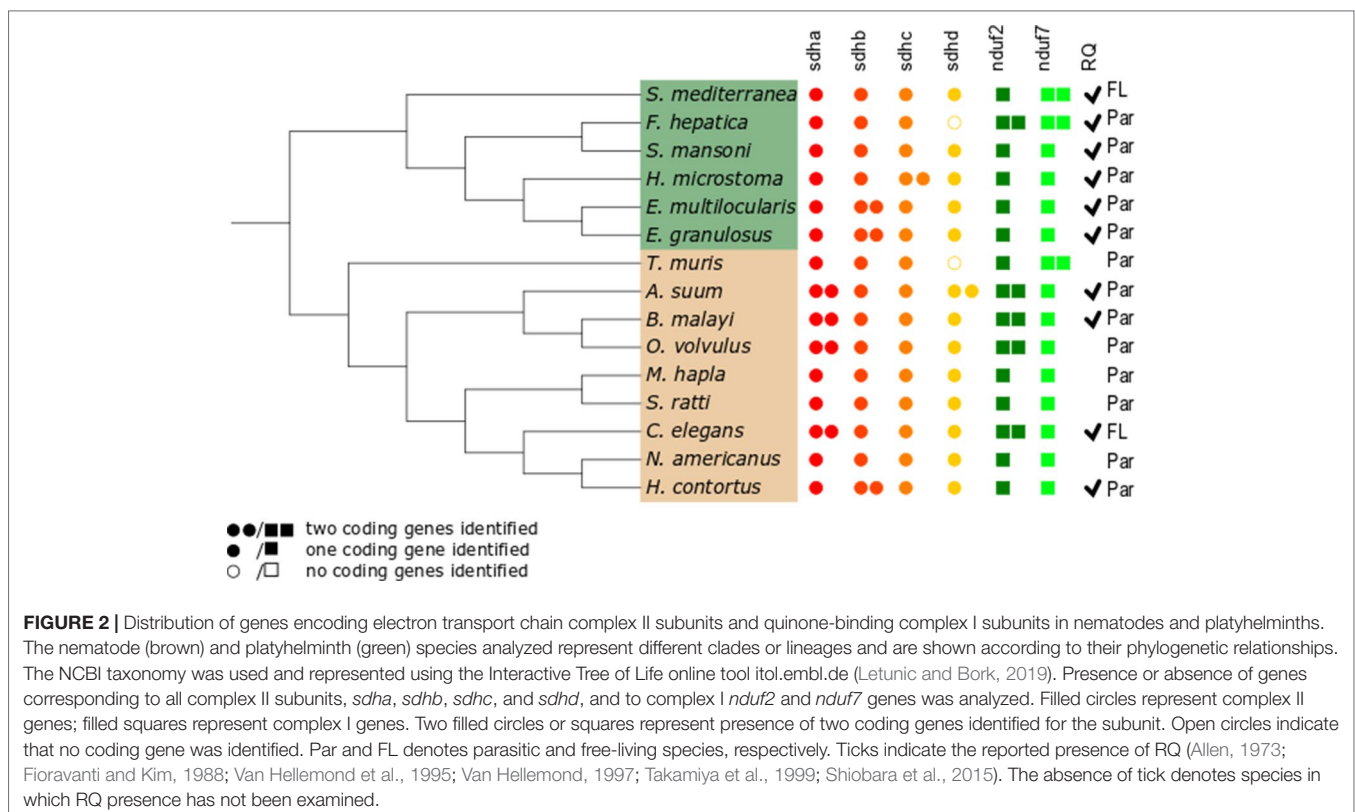 sdha sdhb sdhc sdhd nduf2 nduf7 RQ
S. mediterranea FL
F. hepatica Par
S. mansoni Par
H. microstoma Par
E. multilocularis Par
E. granulosus Par
T. muris Par
A. suum Par
B. malayi Par
O. volvulus Par
M. hapla Par
S. ratti Par
C. elegans FL
N. americanus Par
H. contortus Par
●●/■■ two coding genes identified
● /■ one coding gene identified
○ /□ no coding genes identified
FIGURE 2 | Distribution of genes encoding electron transport chain complex II subunits and quinone-binding complex I subunits in nematodes and platyhelminths.
The nematode (brown) and platyhelminth (green) species analyzed represent different clades or lineages and are shown according to their phylogenetic relationships.
The NCBI taxonomy was used and represented using the Interactive Tree of Life online tool itol.embl.de (Letunic and Bork, 2019). Presence or absence of genes
corresponding to all complex II subunits, sdha, sdhb, sdhc, and sdhd, and to complex I nduf2 and nduf7 genes was analyzed. Filled circles represent complex II
genes; filled squares represent complex I genes. Two filled circles or squares represent presence of two coding genes identified for the subunit. Open circles indicate
that no coding gene was identified. Par and FL denotes parasitic and free-living species, respectively. Ticks indicate the reported presence of RQ (Allen, 1973;
Fioravanti and Kim, 1988; Van Hellemond et al., 1995; Van Hellemond, 1997; Takamiya et al., 1999; Shiobara et al., 2015). The absence of tick denotes species in
which RQ presence has not been examined.